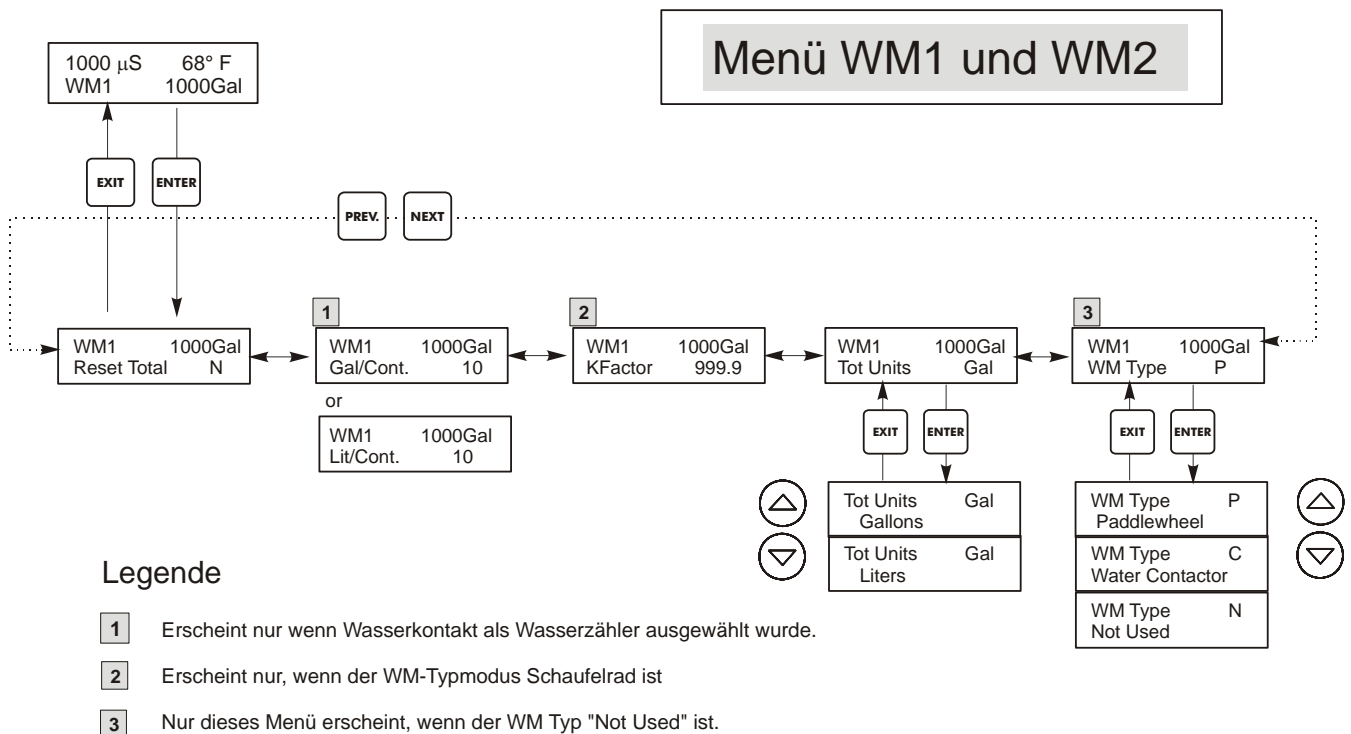 Menü WM1 und WM2
1000 μS 68° F
WM1 1000Gal
EXIT
ENTER
PREV.
NEXT
1
2
3
WM1 1000Gal
Reset Total N
WM1 1000Gal
Gal/Cont. 10
WM1 1000Gal
KFactor 999.9
WM1 1000Gal
Tot Units Gal
WM1 1000Gal
WM Type P
or
WM1 1000Gal
Lit/Cont. 10
EXIT
ENTER
EXIT
ENTER
Tot Units Gal
Gallons
Tot Units Gal
Liters
WM Type P
Paddlewheel
WM Type C
Water Contactor
WM Type N
Not Used
Legende
1 Erscheint nur wenn Wasserkontakt als Wasserzähler ausgewählt wurde.
2 Erscheint nur, wenn der WM-Typmodus Schaufelrad ist
3 Nur dieses Menü erscheint, wenn der WM Typ "Not Used" ist.